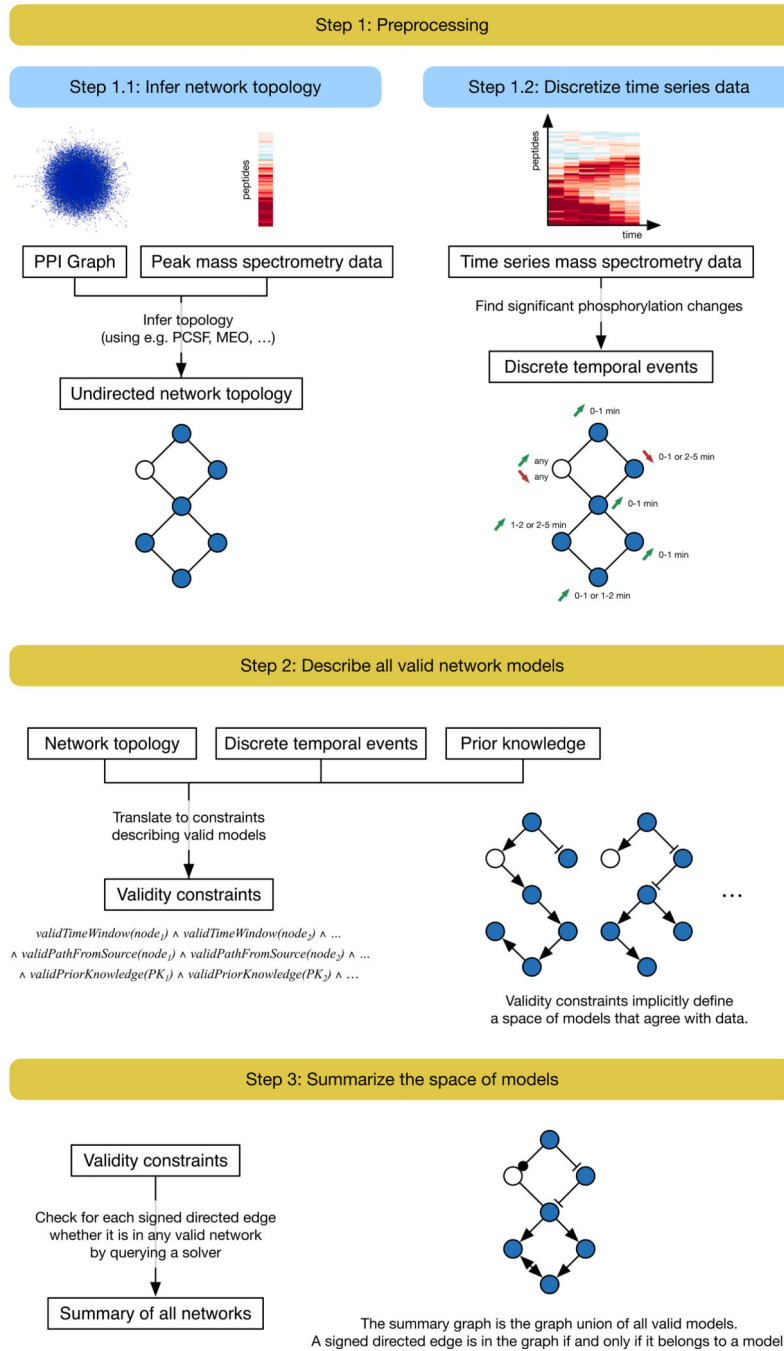 Step 1: Preprocessing
Step 1.1: Infer network topology
Step 1.2: Discretize time series data
peptides
peptides
time
PPI Graph
Peak mass spectrometry data
Time series mass spectrometry data
Infer topology
(using e.g. PCSF, MEO, …)
Find significant phosphorylation changes
Undirected network topology
Discrete temporal events
0-1 min
any
any
0-1 or 2-5 min
0-1 min
1-2 or 2-5 min
0-1 min
0-1 or 1-2 min
Step 2: Describe all valid network models
Network topology
Discrete temporal events
Prior knowledge
Translate to constraints
describing valid models
Validity constraints
validTimeWindow(node₁) ∧ validTimeWindow(node₂) ∧ …
∧ validPathFromSource(node₁) ∧ validPathFromSource(node₂) ∧ …
∧ validPriorKnowledge(PK₁) ∧ validPriorKnowledge(PK₂) ∧ …
…
Validity constraints implicitly define
a space of models that agree with data.
Step 3: Summarize the space of models
Validity constraints
Check for each signed directed edge
whether it is in any valid network
by querying a solver
Summary of all networks
The summary graph is the graph union of all valid models.
A signed directed edge is in the graph if and only if it belongs to a model